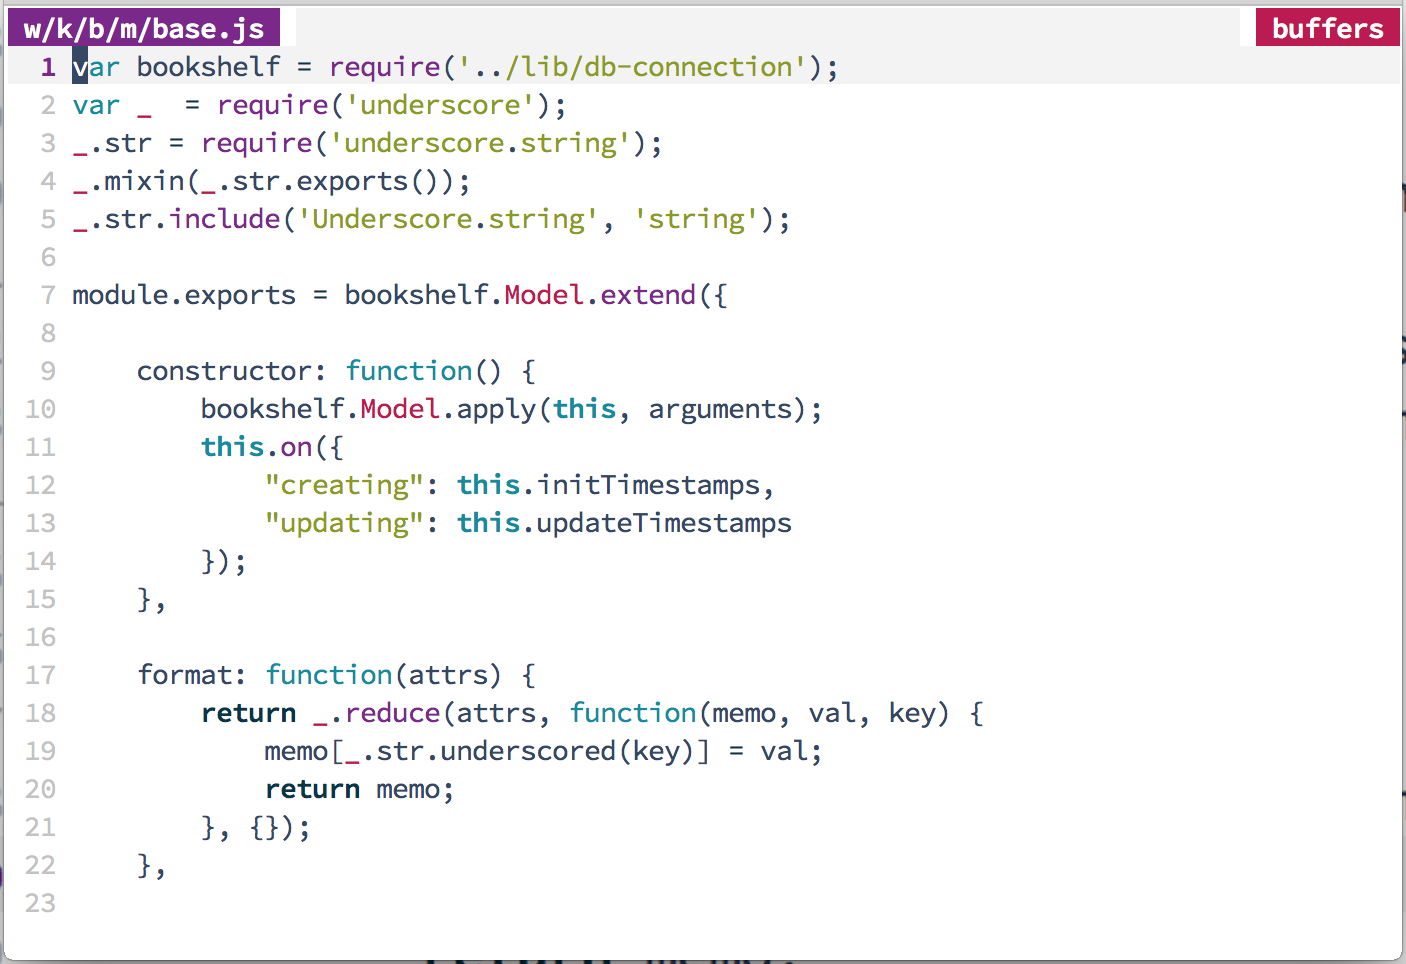 w/k/b/m/base.js buffers
1 var bookshelf = require('../lib/db-connection');
2 var _  = require('underscore');
3 _.str = require('underscore.string');
4 _.mixin(_.str.exports());
5 _.str.include('Underscore.string', 'string');
6
7 module.exports = bookshelf.Model.extend({
8
9     constructor: function() {
10         bookshelf.Model.apply(this, arguments);
11         this.on({
12             "creating": this.initTimestamps,
13             "updating": this.updateTimestamps
14         });
15     },
16
17     format: function(attrs) {
18         return _.reduce(attrs, function(memo, val, key) {
19             memo[_.str.underscored(key)] = val;
20             return memo;
21         }, {});
22     },
23